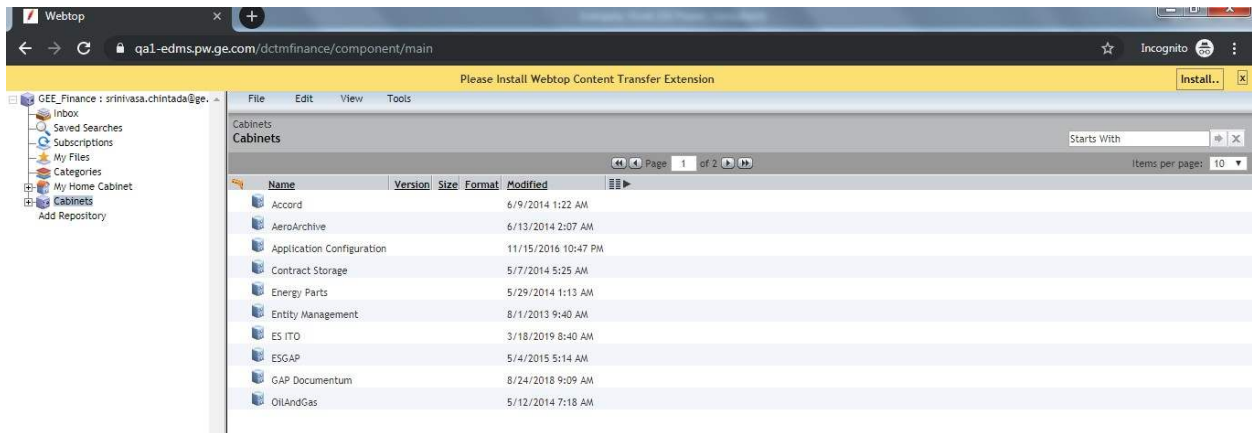 Webtop
qa1-edms.pw.ge.com/dctmfinance/component/main
Incognito
Please Install Webtop Content Transfer Extension
Install..
GEE_Finance : srinivasa.chintada@ge.
Inbox
Saved Searches
Subscriptions
My Files
Categories
My Home Cabinet
Cabinets
Add Repository
File Edit View Tools
Cabinets
Cabinets
Starts With
Page 1 of 2
Items per page: 10
Name Version Size Format Modified
Accord 6/9/2014 1:22 AM
AeroArchive 6/13/2014 2:07 AM
Application Configuration 11/15/2016 10:47 PM
Contract Storage 5/7/2014 5:25 AM
Energy Parts 5/29/2014 1:13 AM
Entity Management 8/1/2013 9:40 AM
ES ITO 3/18/2019 8:40 AM
ESGAP 5/4/2015 5:14 AM
GAP Documentum 8/24/2018 9:09 AM
OilAndGas 5/12/2014 7:18 AM